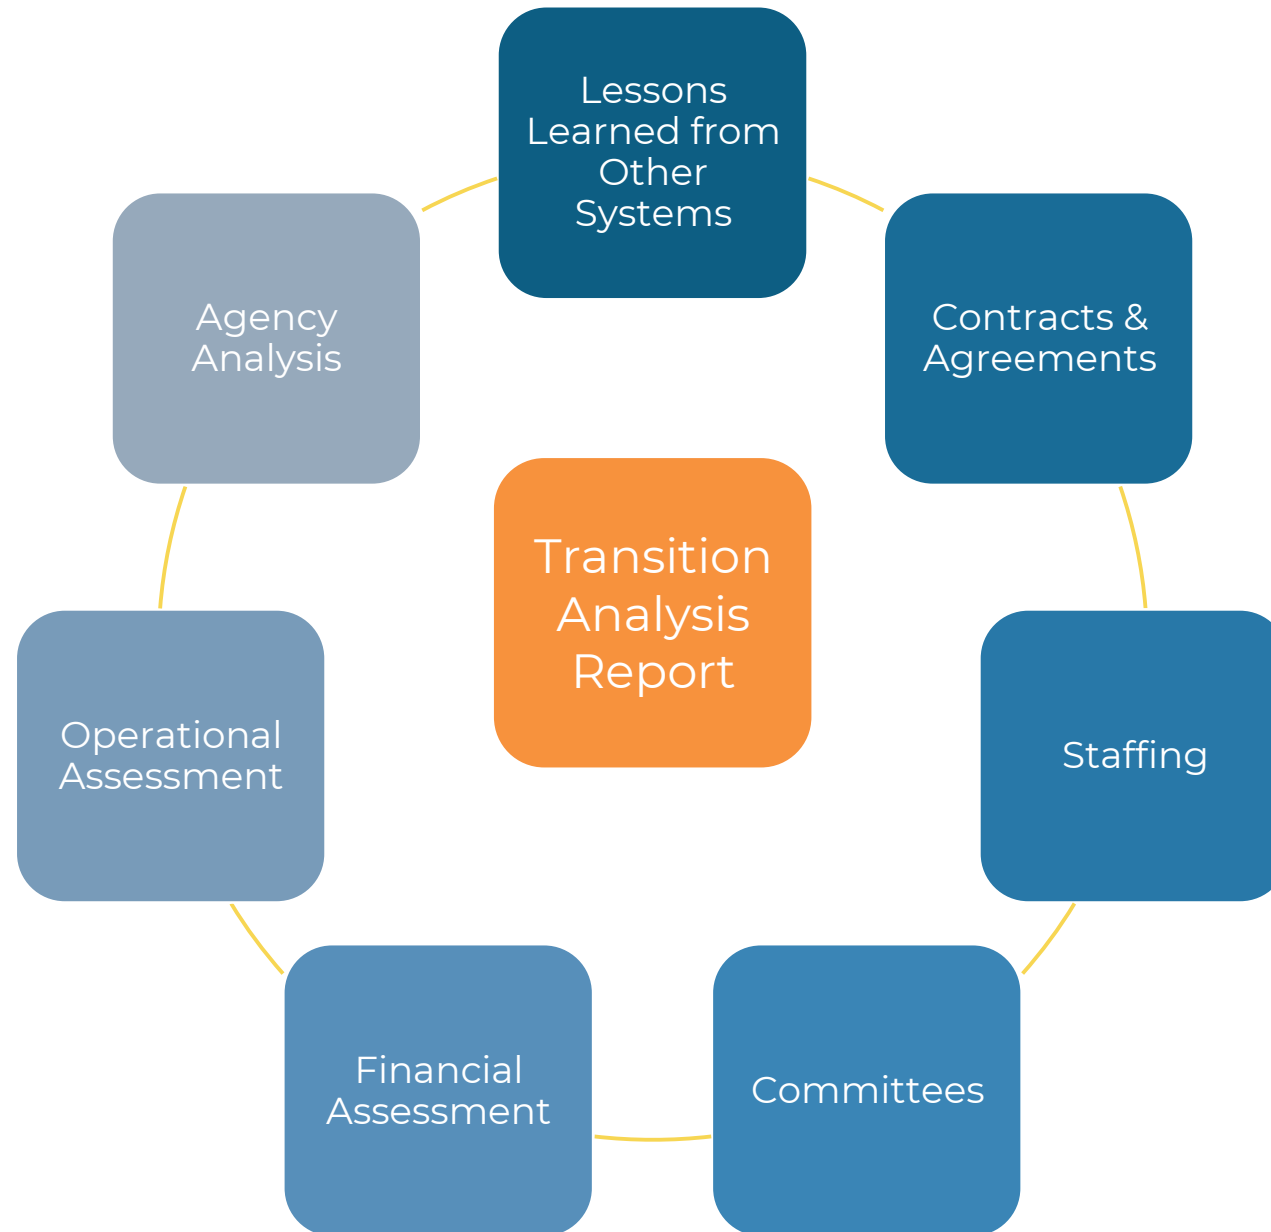 Lessons
Learned from
Other
Systems
Contracts &
Agreements
Staffing
Committees
Financial
Assessment
Operational
Assessment
Agency
Analysis
Transition
Analysis
Report